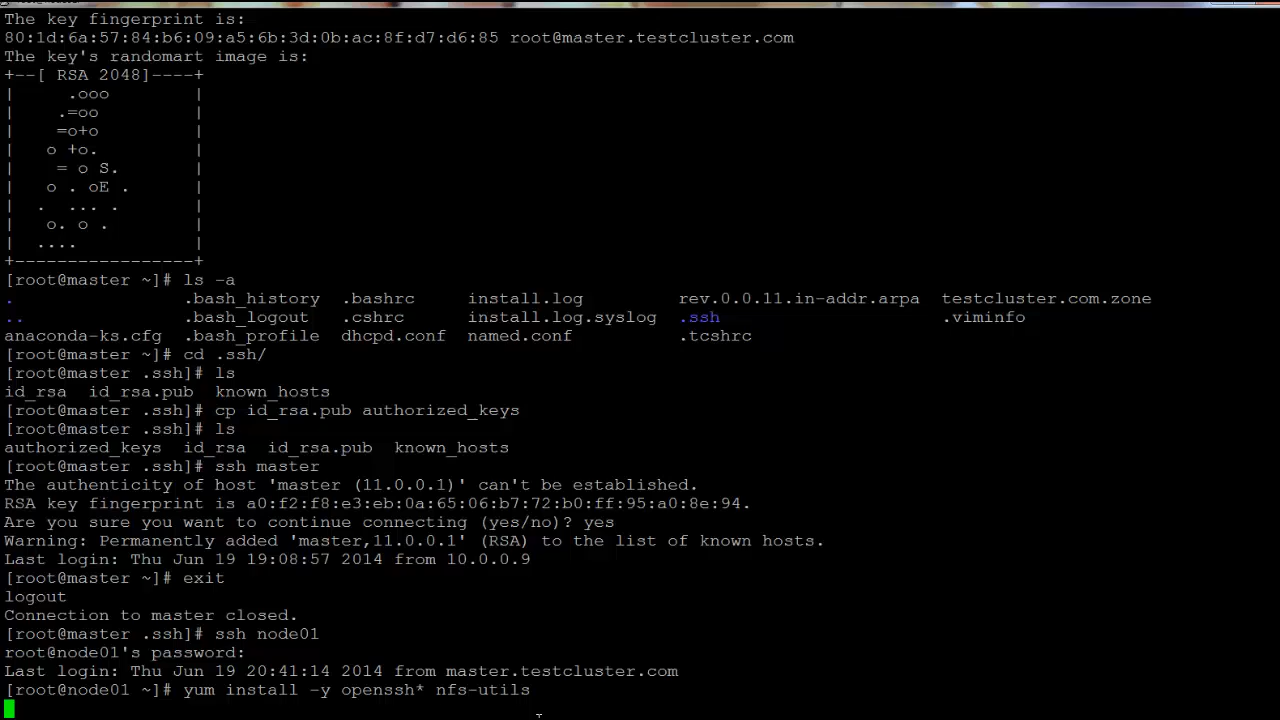 The key fingerprint is:
80:1d:6a:57:84:b6:09:a5:6b:3d:0b:ac:8f:d7:d6:85 root@master.testcluster.com
The key's randomart image is:
+--[ RSA 2048]----+
|     .ooo        |
|    .=oo         |
|    =o+o         |
|   o +o.         |
|    = o S.       |
|   o . oE .      |
|  .  ... .       |
|   o. o .        |
|  ....           |
+-----------------+
[root@master ~]# ls -a
.                .bash_history  .bashrc     install.log         rev.0.0.11.in-addr.arpa  testcluster.com.zone
..               .bash_logout   .cshrc      install.log.syslog  .ssh                     .viminfo
anaconda-ks.cfg  .bash_profile  dhcpd.conf  named.conf          .tcshrc
[root@master ~]# cd .ssh/
[root@master .ssh]# ls
id_rsa  id_rsa.pub  known_hosts
[root@master .ssh]# cp id_rsa.pub authorized_keys
[root@master .ssh]# ls
authorized_keys  id_rsa  id_rsa.pub  known_hosts
[root@master .ssh]# ssh master
The authenticity of host 'master (11.0.0.1)' can't be established.
RSA key fingerprint is a0:f2:f8:e3:eb:0a:65:06:b7:72:b0:ff:95:a0:8e:94.
Are you sure you want to continue connecting (yes/no)? yes
Warning: Permanently added 'master,11.0.0.1' (RSA) to the list of known hosts.
Last login: Thu Jun 19 19:08:57 2014 from 10.0.0.9
[root@master ~]# exit
logout
Connection to master closed.
[root@master .ssh]# ssh node01
root@node01's password:
Last login: Thu Jun 19 20:41:14 2014 from master.testcluster.com
[root@node01 ~]# yum install -y openssh* nfs-utils